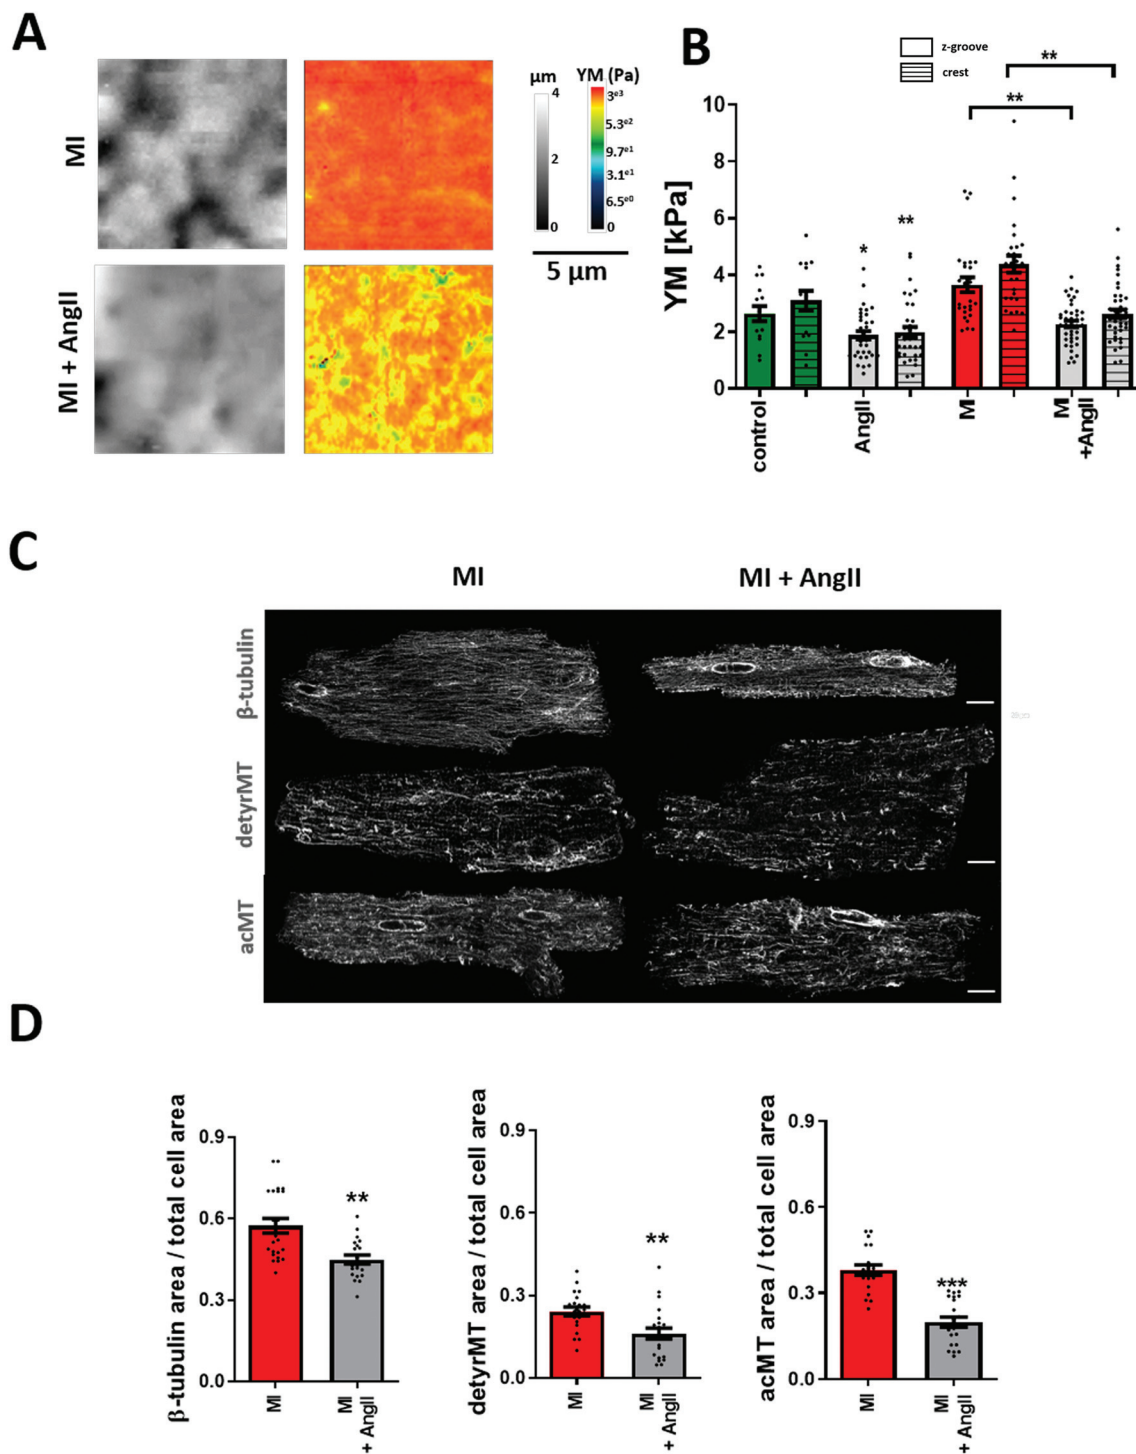 A
MI
MI + AngII
μm
4
2
0
YM (Pa)
3e3
5.3e2
9.7e1
3.1e1
6.5e0
0
5 μm
B
z-groove
crest
**
**
YM [kPa]
10
8
6
4
2
0
*
**
control
AngII
MI
MI
+AngII
C
MI
MI + AngII
β-tubulin
detyrMT
acMT
D
β-tubulin area / total cell area
0.9
0.6
0.3
0.0
**
MI
MI
+ AngII
detyrMT area / total cell area
0.9
0.6
0.3
0.0
**
MI
MI
+ AngII
acMT area / total cell area
0.9
0.6
0.3
0.0
***
MI
MI
+ AngII